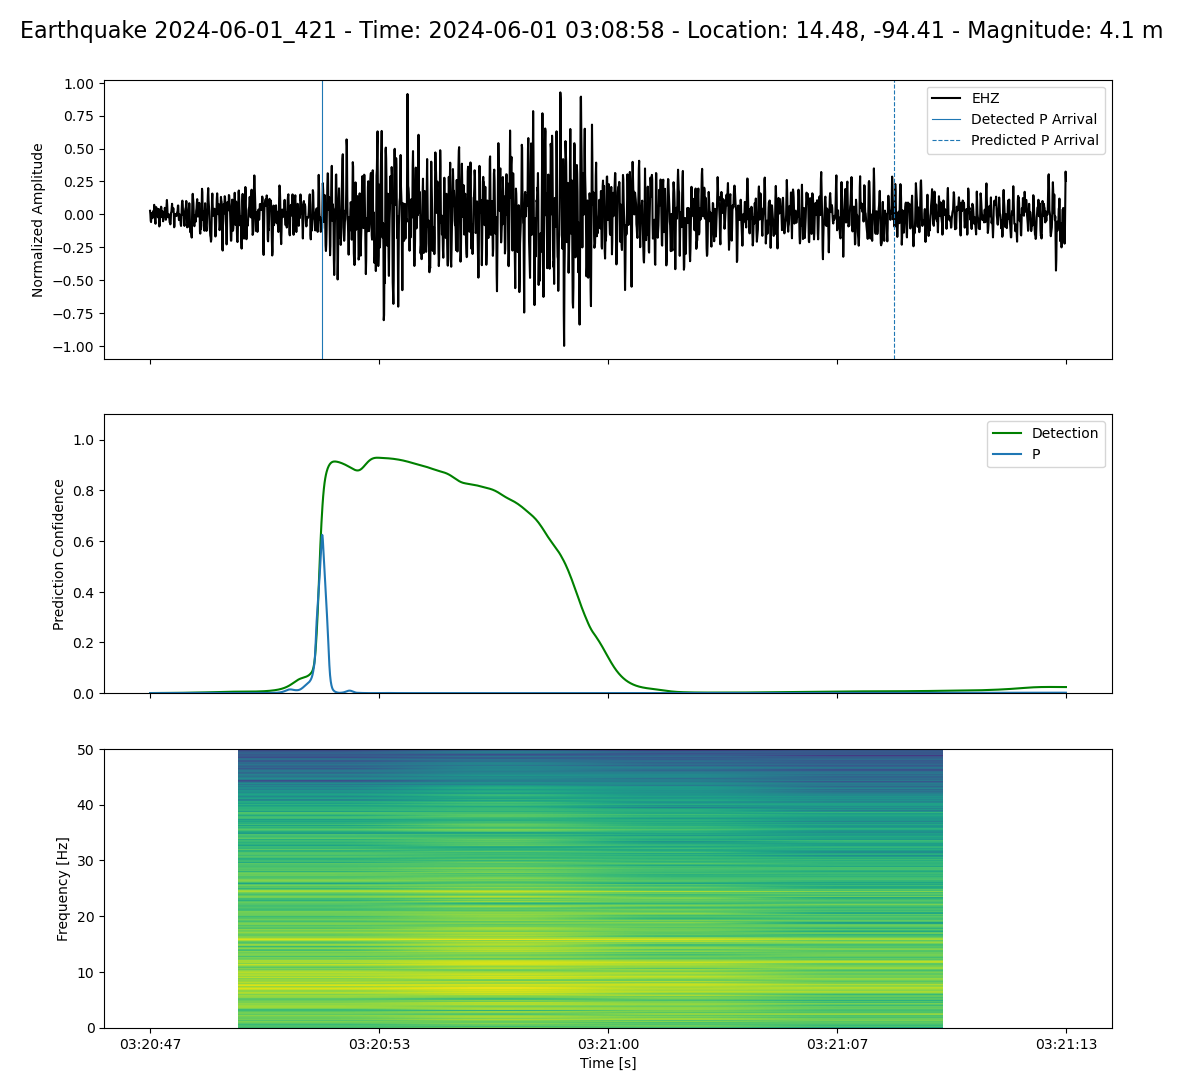 Earthquake 2024-06-01_421 - Time: 2024-06-01 03:08:58 - Location: 14.48, -94.41 - Magnitude: 4.1 m
Normalized Amplitude
1.00
0.75
0.50
0.25
0.00
−0.25
−0.50
−0.75
−1.00
EHZ
Detected P Arrival
Predicted P Arrival
Prediction Confidence
1.0
0.8
0.6
0.4
0.2
0.0
Detection
P
Frequency [Hz]
50
40
30
20
10
0
03:20:47 03:20:53 03:21:00 03:21:07 03:21:13
Time [s]